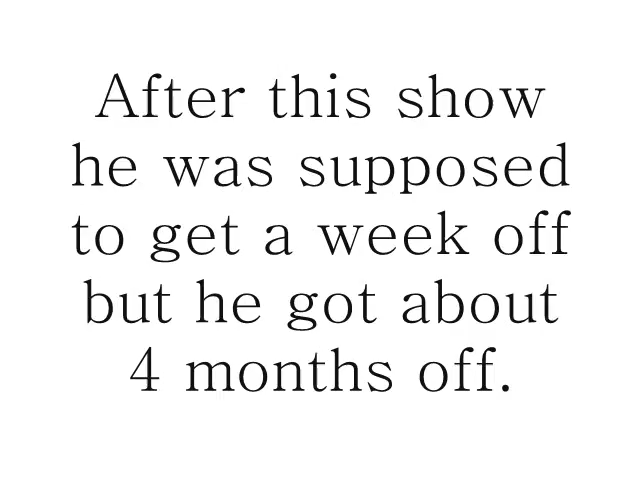 After this show
he was supposed
to get a week off
but he got about
4 months off.